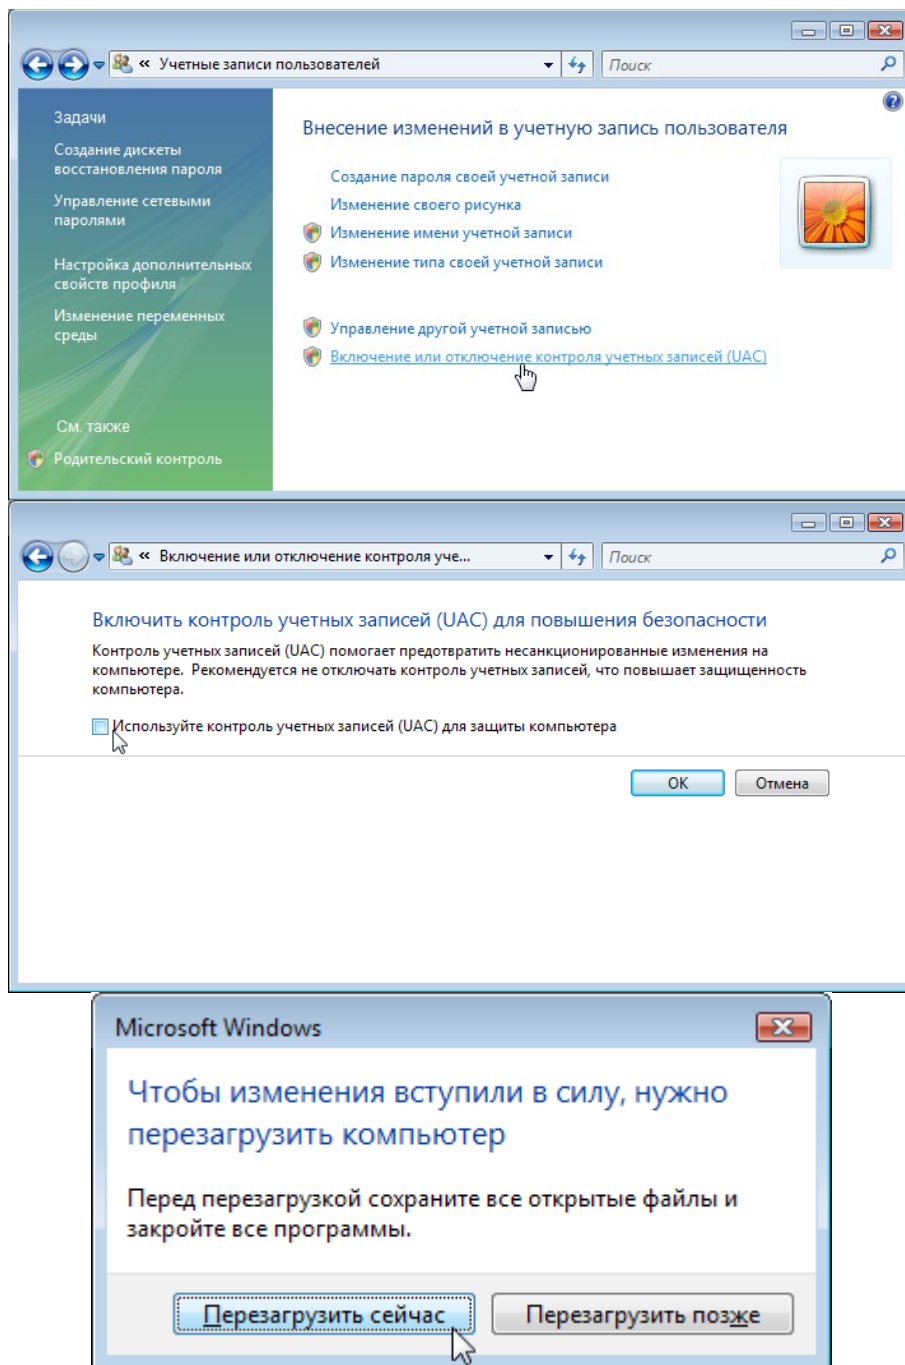 « Учетные записи пользователей
Поиск
Задачи
Создание дискеты
восстановления пароля
Управление сетевыми
паролями
Настройка дополнительных
свойств профиля
Изменение переменных
среды
См. также
Родительский контроль
Внесение изменений в учетную запись пользователя
Создание пароля своей учетной записи
Изменение своего рисунка
Изменение имени учетной записи
Изменение типа своей учетной записи
Управление другой учетной записью
Включение или отключение контроля учетных записей (UAC)
« Включение или отключение контроля уче...
Поиск
Включить контроль учетных записей (UAC) для повышения безопасности
Контроль учетных записей (UAC) помогает предотвратить несанкционированные изменения на
компьютере. Рекомендуется не отключать контроль учетных записей, что повышает защищенность
компьютера.
Используйте контроль учетных записей (UAC) для защиты компьютера
ОК
Отмена
Microsoft Windows
Чтобы изменения вступили в силу, нужно
перезагрузить компьютер
Перед перезагрузкой сохраните все открытые файлы и
закройте все программы.
Перезагрузить сейчас
Перезагрузить позже